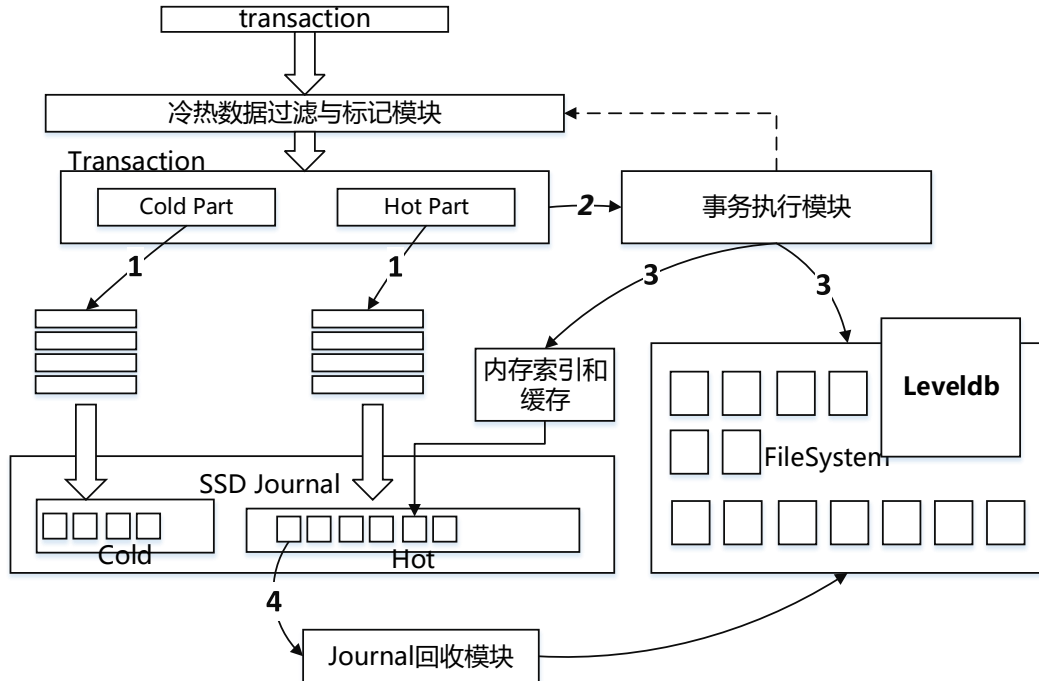 transaction
冷热数据过滤与标记模块
Transaction
Cold Part
Hot Part
2
事务执行模块
1
1
3
3
内存索引和
缓存
Leveldb
FileSystem
SSD Journal
Cold
Hot
4
Journal回收模块